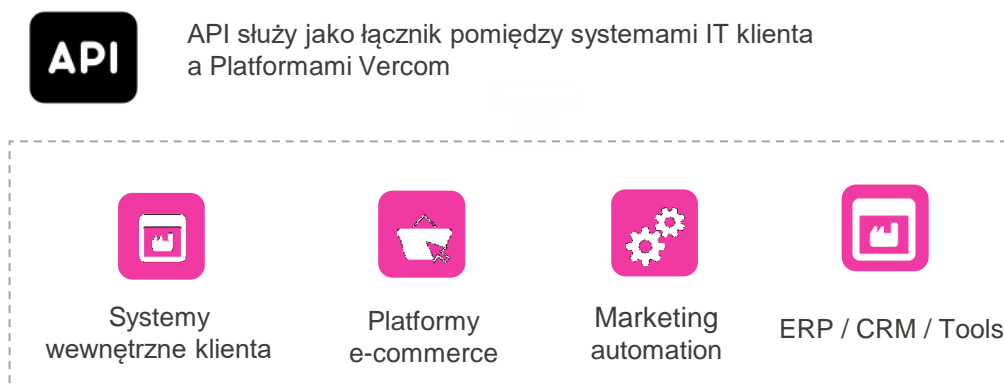 API
API służy jako łącznik pomiędzy systemami IT klienta
a Platformami Vercom
Systemy
wewnętrzne klienta
Platformy
e-commerce
Marketing
automation
ERP / CRM / Tools